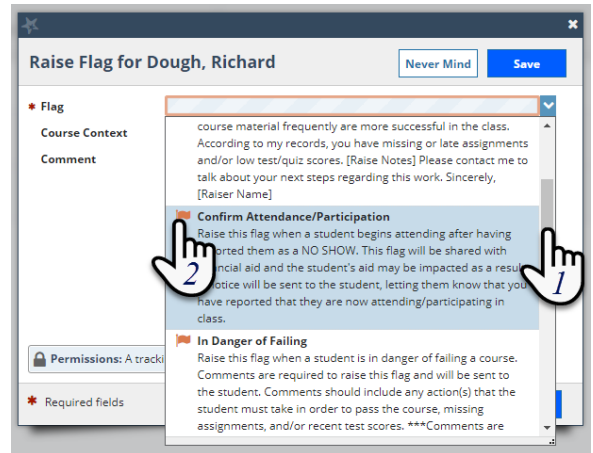 Raise Flag for Dough, Richard
Never Mind
Save
* Flag
Course Context
Comment
course material frequently are more successful in the class.
According to my records, you have missing or late assignments
and/or low test/quiz scores. [Raise Notes] Please contact me to
talk about your next steps regarding this work. Sincerely,
[Raiser Name]
Confirm Attendance/Participation
Raise this flag when a student begins attending after having
them as a NO SHOW. This flag will be shared with
aid and the student's aid may be impacted as a
will be sent to the student, letting them know that
have reported that they are now attending/participating in
class.
In Danger of Failing
Raise this flag when a student is in danger of failing a course.
Comments are required to raise this flag and will be sent to
the student. Comments should include any action(s) that the
student must take in order to pass the course, missing
assignments, and/or recent test scores. ***Comments are
2
1
Permissions: A
* Required fields